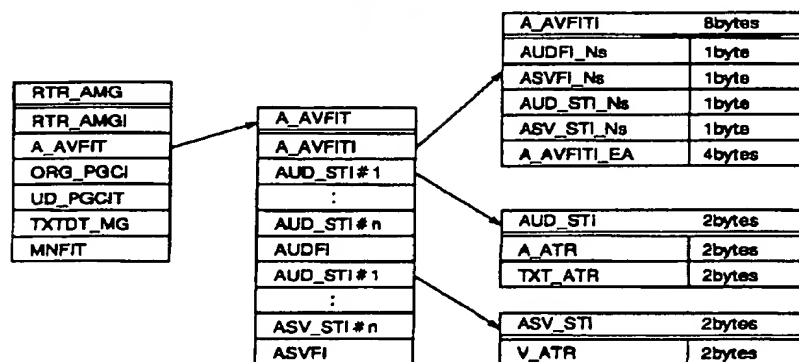 RTR_AMG
RTR_AMGI
A_AVFIT
ORG_PGCI
UD_PGCIT
TXTDT_MG
MNFIT
A_AVFIT
A_AVFITI
AUD_STI#1
:
AUD_STI#n
AUDFI
AUD_STI#1
:
ASV_STI#n
ASVFI
A_AVFITI 8bytes
AUDFI_Ns 1byte
ASVFI_Ns 1byte
AUD_STI_Ns 1byte
ASV_STI_Ns 1byte
A_AVFITI_EA 4bytes
AUD_STI 2bytes
A_ATR 2bytes
TXT_ATR 2bytes
ASV_STI 2bytes
V_ATR 2bytes